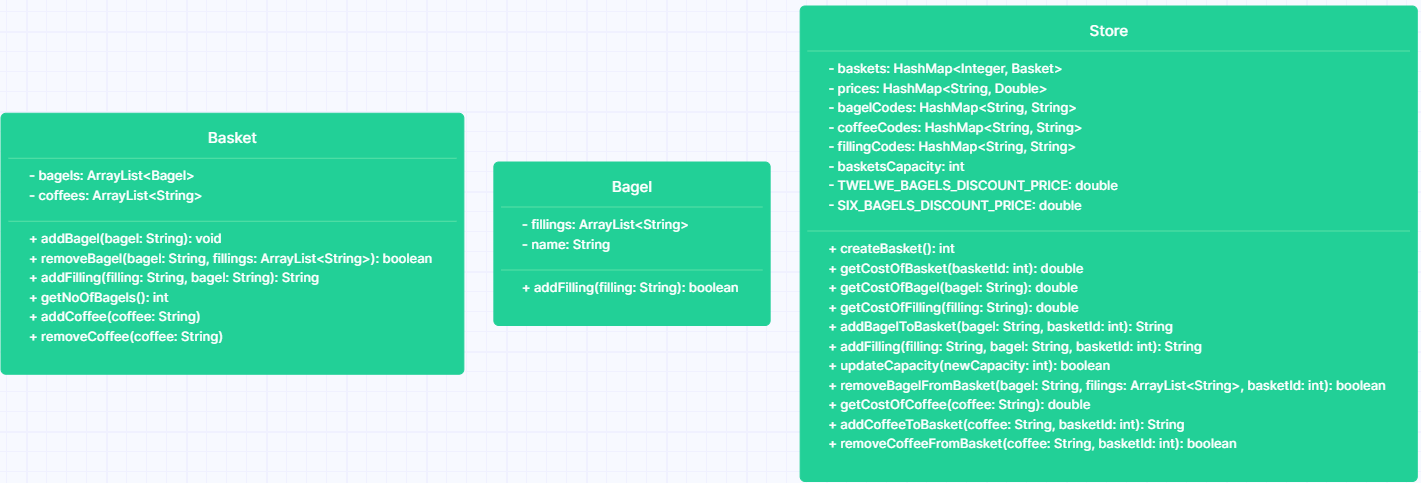 Basket
- bagels: ArrayList<Bagel>
- coffees: ArrayList<String>
+ addBagel(bagel: String): void
+ removeBagel(bagel: String, fillings: ArrayList<String>): boolean
+ addFilling(filling: String, bagel: String): String
+ getNoOfBagels(): int
+ addCoffee(coffee: String)
+ removeCoffee(coffee: String)
Bagel
- fillings: ArrayList<String>
- name: String
+ addFilling(filling: String): boolean
Store
- baskets: HashMap<Integer, Basket>
- prices: HashMap<String, Double>
- bagelCodes: HashMap<String, String>
- coffeeCodes: HashMap<String, String>
- fillingCodes: HashMap<String, String>
- basketsCapacity: int
- TWELWE_BAGELS_DISCOUNT_PRICE: double
- SIX_BAGELS_DISCOUNT_PRICE: double
+ createBasket(): int
+ getCostOfBasket(basketId: int): double
+ getCostOfBagel(bagel: String): double
+ getCostOfFilling(filling: String): double
+ addBagelToBasket(bagel: String, basketId: int): String
+ addFilling(filling: String, bagel: String, basketId: int): String
+ updateCapacity(newCapacity: int): boolean
+ removeBagelFromBasket(bagel: String, filings: ArrayList<String>, basketId: int): boolean
+ getCostOfCoffee(coffee: String): double
+ addCoffeeToBasket(coffee: String, basketId: int): String
+ removeCoffeeFromBasket(coffee: String, basketId: int): boolean